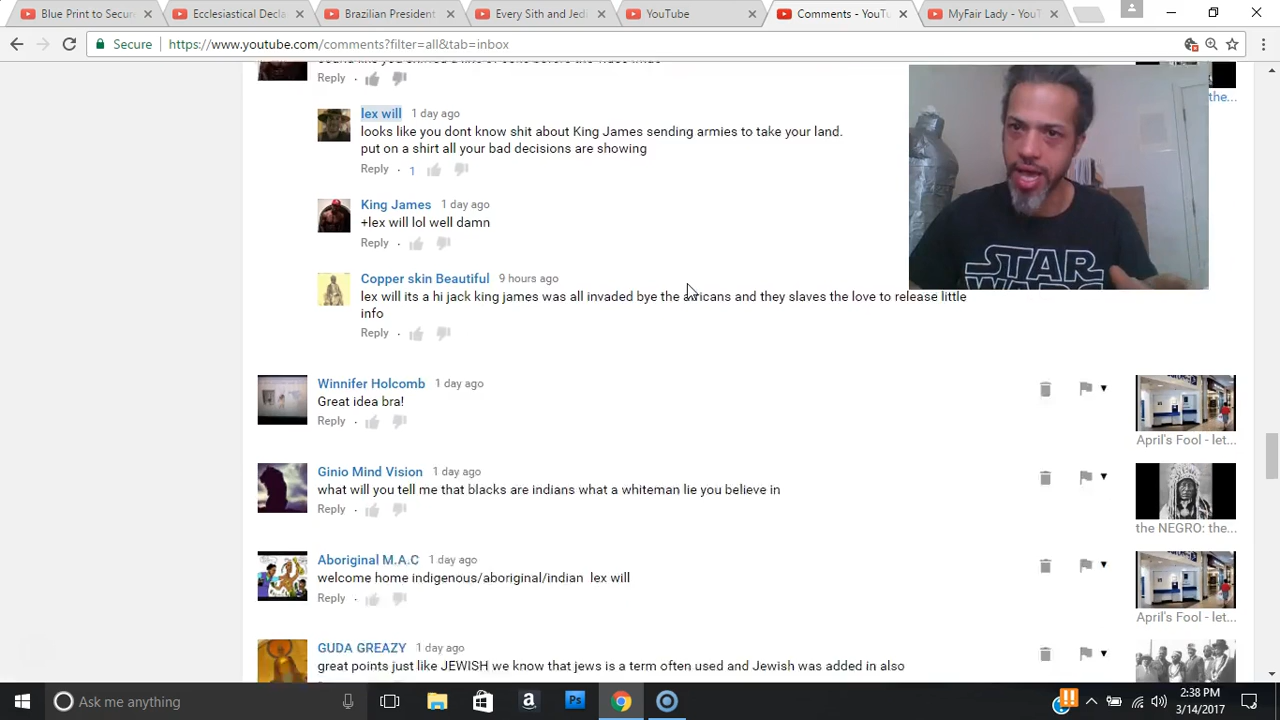 Blue Print to Secure
Ecclesiastical Decla
Brazilian President
Every Sith and Jedi
YouTube
Comments - YouTu
MyFair Lady - YouT
Secure
https://www.youtube.com/comments?filter=all&tab=inbox
Reply
the...
lex will 1 day ago
looks like you dont know shit about King James sending armies to take your land.
put on a shirt all your bad decisions are showing
Reply · 1
King James 1 day ago
+lex will lol well damn
Reply ·
STAR
WARS
Copper skin Beautiful 9 hours ago
lex will its a hi jack king james was all invaded bye the africans and they slaves the love to release little
info
Reply ·
Winnifer Holcomb 1 day ago
Great idea bra!
Reply ·
April's Fool - let...
Ginio Mind Vision 1 day ago
what will you tell me that blacks are indians what a whiteman lie you believe in
Reply ·
the NEGRO: the...
Aboriginal M.A.C 1 day ago
welcome home indigenous/aboriginal/indian lex will
Reply ·
April's Fool - let...
GUDA GREAZY 1 day ago
great points just like JEWISH we know that jews is a term often used and Jewish was added in also
Ask me anything
2:38 PM
3/14/2017